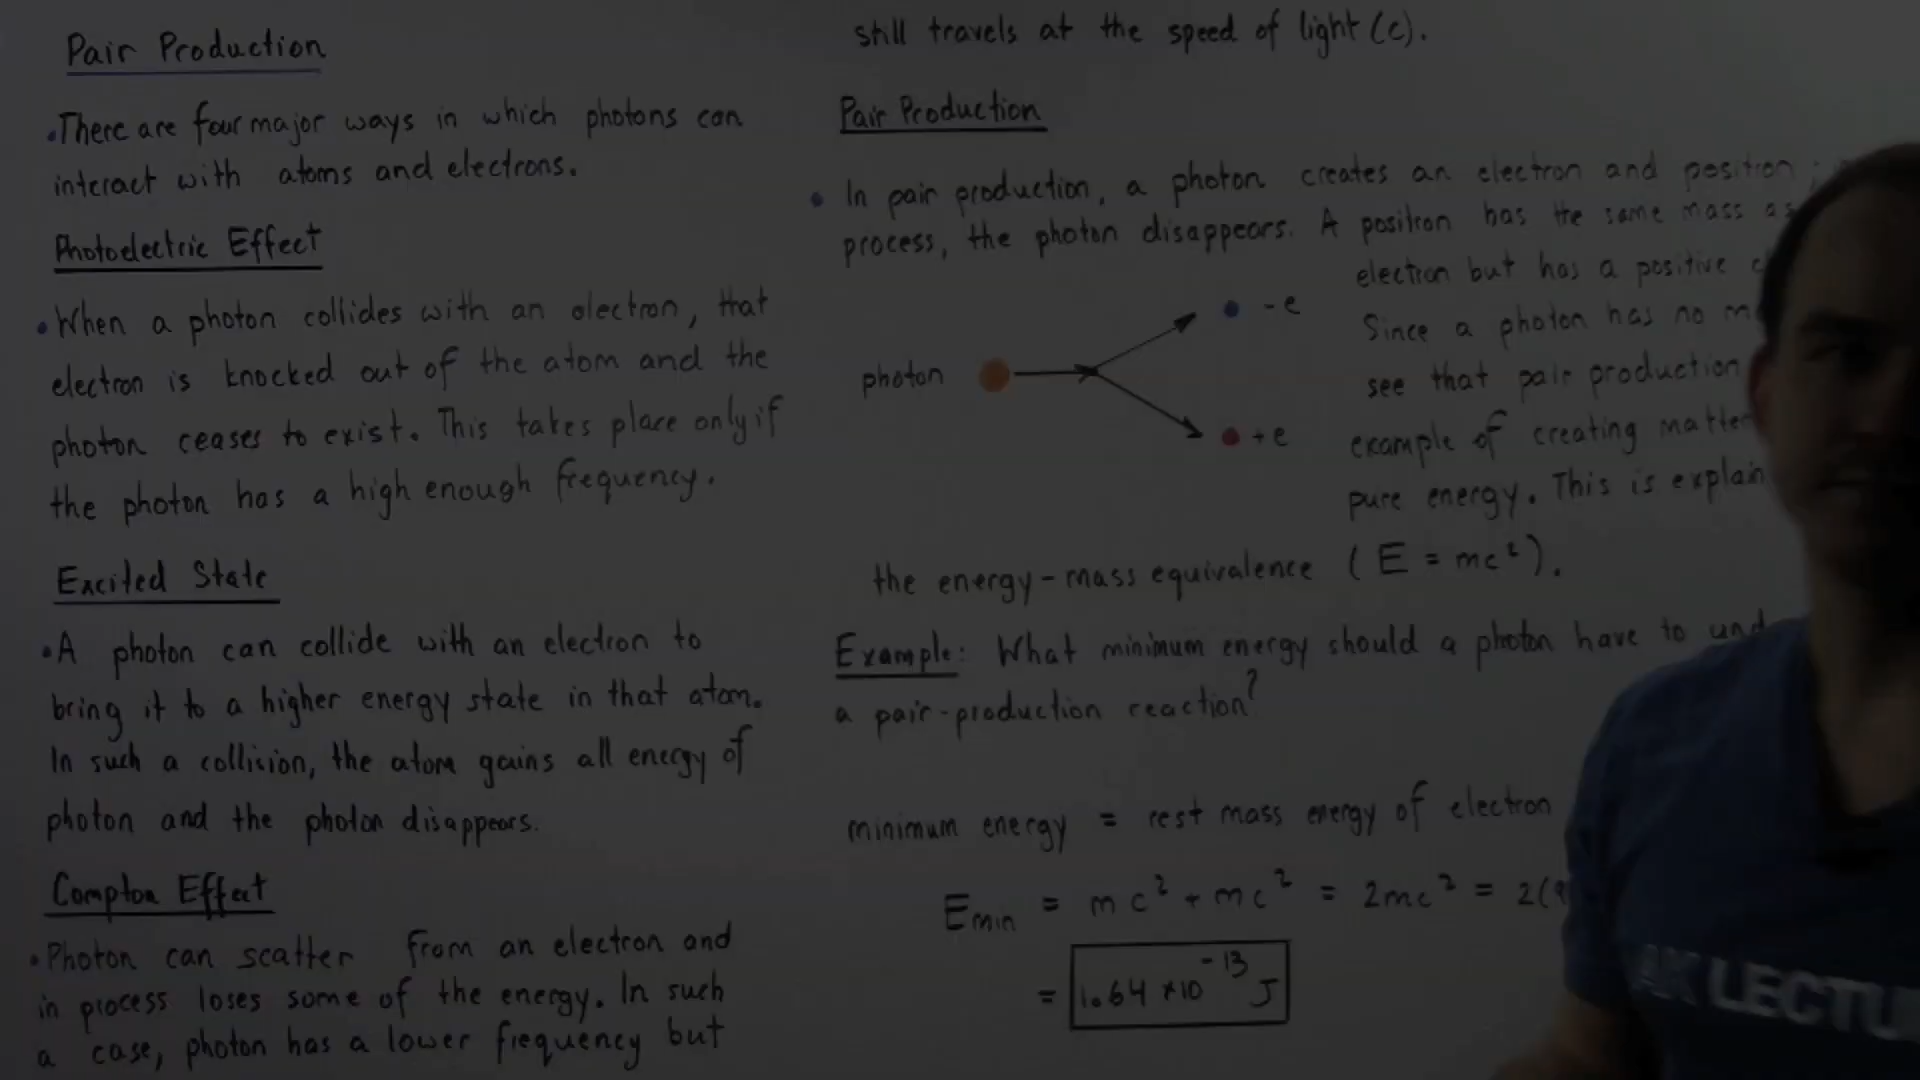 Pair Production
• There are four major ways in which photons can
interact with atoms and electrons.
Photoelectric Effect
• When a photon collides with an electron, that
electron is knocked out of the atom and the
photon ceases to exist. This takes place only if
the photon has a high enough frequency.
Excited State
• A photon can collide with an electron to
bring it to a higher energy state in that atom.
In such a collision, the atom gains all energy of
photon and the photon disappears.
Compton Effect
• Photon can scatter from an electron and
in process loses some of the energy. In such
a case, photon has a lower frequency but
still travels at the speed of light (c).
Pair Production
• In pair production, a photon creates an electron and position;
process, the photon disappears. A positron has the same mass as
electron but has a positive
Since a photon has no
see that pair production
example of creating matter
pure energy. This is
photon
-e
+e
the energy-mass equivalence (E = mc²).
Example: What minimum energy should a photon have to
a pair-production reaction?
minimum energy = rest mass energy of electron
Emin = mc² + mc² = 2mc² = 2(
= 1.64 × 10⁻¹³ J
LECTU